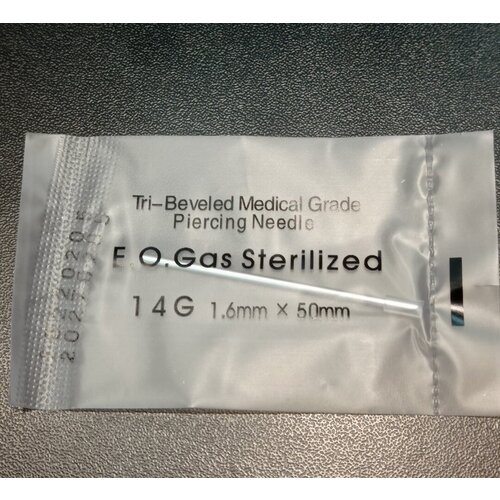 Tri-Beveled Medical Grade
Piercing Needle
E.O.Gas Sterilized
14G 1.6mm × 50mm